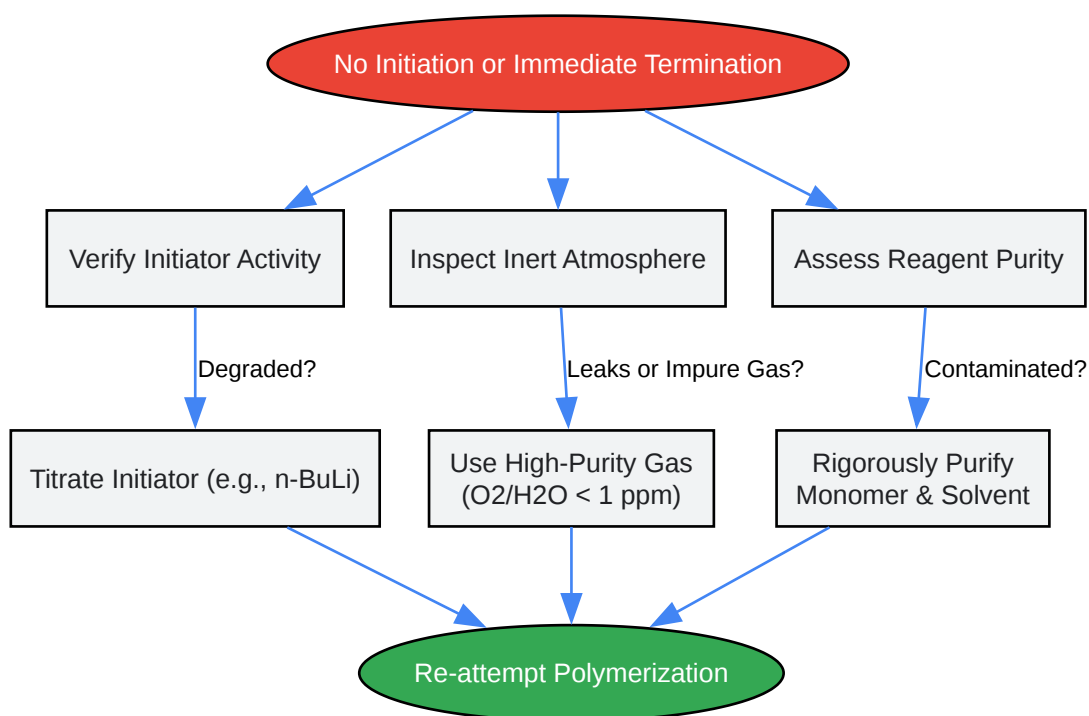 No Initiation or Immediate Termination
Verify Initiator Activity
Inspect Inert Atmosphere
Assess Reagent Purity
Degraded?
Leaks or Impure Gas?
Contaminated?
Titrate Initiator (e.g., n-BuLi)
Use High-Purity Gas
(O2/H2O < 1 ppm)
Rigorously Purify
Monomer & Solvent
Re-attempt Polymerization